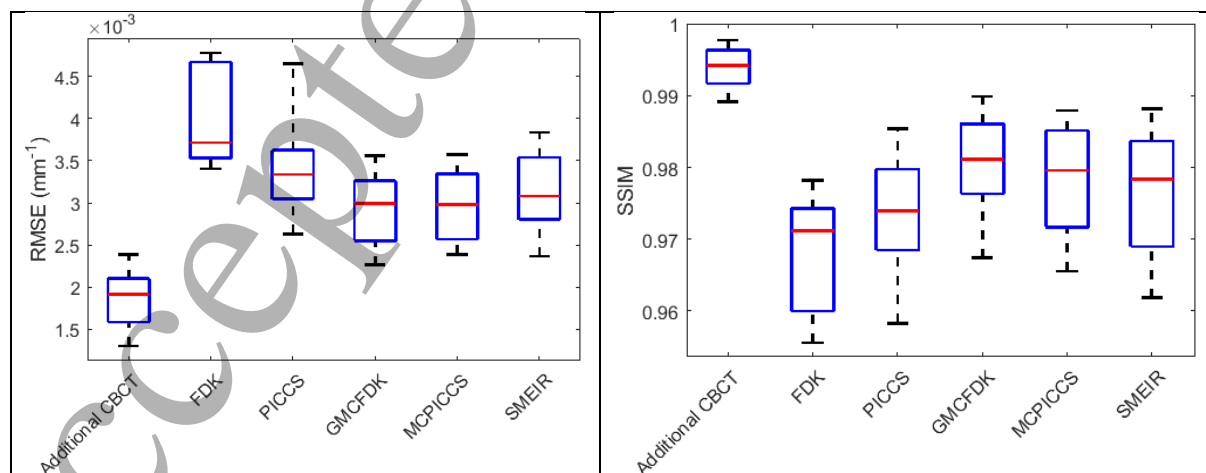 ×10⁻³
4.5
4
3.5
3
2.5
2
1.5
RMSE (mm⁻¹)
Additional CBCT
FDK
PICCS
GMCFDK
MCPICCS
SMEIR
1
0.99
0.98
0.97
0.96
SSIM
Additional CBCT
FDK
PICCS
GMCFDK
MCPICCS
SMEIR
ccepte